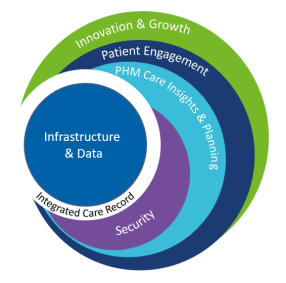 Innovation & Growth
Patient Engagement
PHM Care Insights & Planning
Infrastructure
& Data
Integrated Care Record
Security